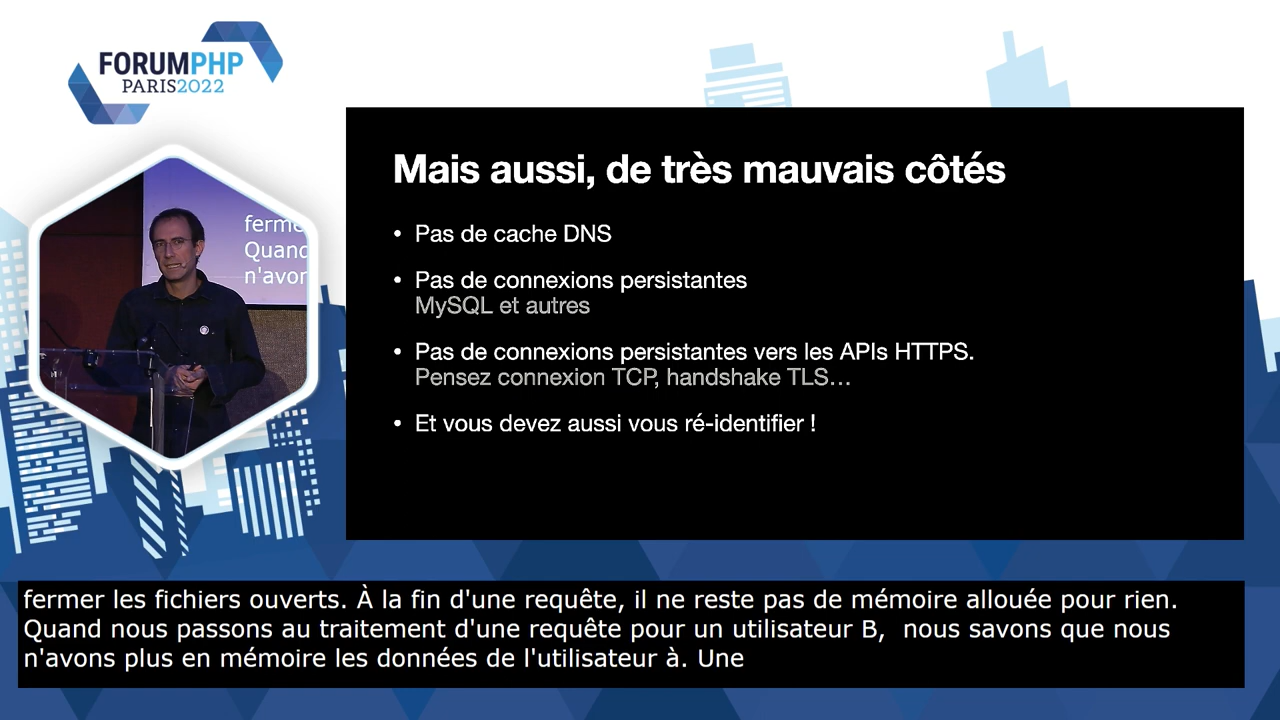 FORUMPHP
PARIS2022
Mais aussi, de très mauvais côtés
• Pas de cache DNS
• Pas de connexions persistantes
MySQL et autres
• Pas de connexions persistantes vers les APIs HTTPS.
Pensez connexion TCP, handshake TLS…
• Et vous devez aussi vous ré-identifier !
ferme
Quand
n'avon
fermer les fichiers ouverts. À la fin d'une requête, il ne reste pas de mémoire allouée pour rien.
Quand nous passons au traitement d'une requête pour un utilisateur B,  nous savons que nous
n'avons plus en mémoire les données de l'utilisateur à. Une